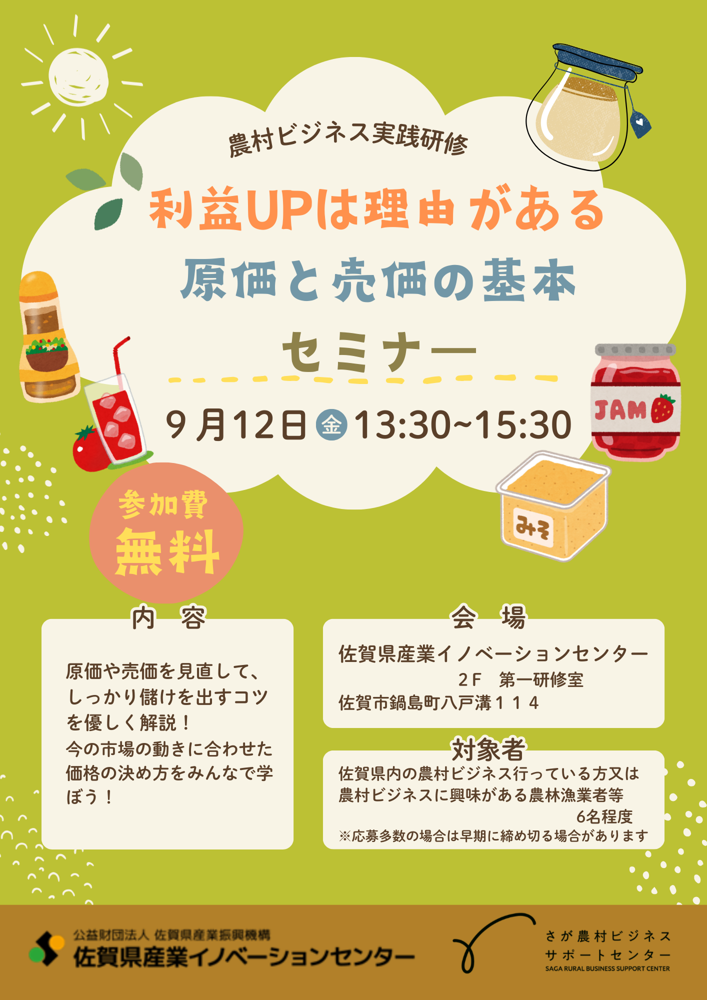 農村ビジネス実践研修
利益UPは理由がある
原価と売価の基本
セミナー
9月12日㊎13:30~15:30
JAM
みそ
参加費
無料
内　容
原価や売価を見直して、
しっかり儲けを出すコツ
を優しく解説！
今の市場の動きに合わせた
価格の決め方をみんなで学
ぼう！
会　場
佐賀県産業イノベーションセンター
２F　第一研修室
佐賀市鍋島町八戸溝１１４
対象者
佐賀県内の農村ビジネス行っている方又は
農村ビジネスに興味がある農林漁業者等
6名程度
※応募多数の場合は早期に締め切る場合があります
公益財団法人 佐賀県産業振興機構
佐賀県産業イノベーションセンター
さが農村ビジネス
サポートセンター
SAGA RURAL BUSINESS SUPPORT CENTER